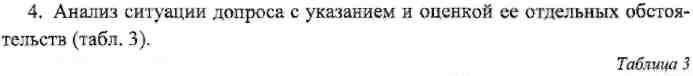 4. Анализ ситуации допроса с указанием и оценкой ее отдельных обстоя-
тельств (табл. 3).
Таблица 3